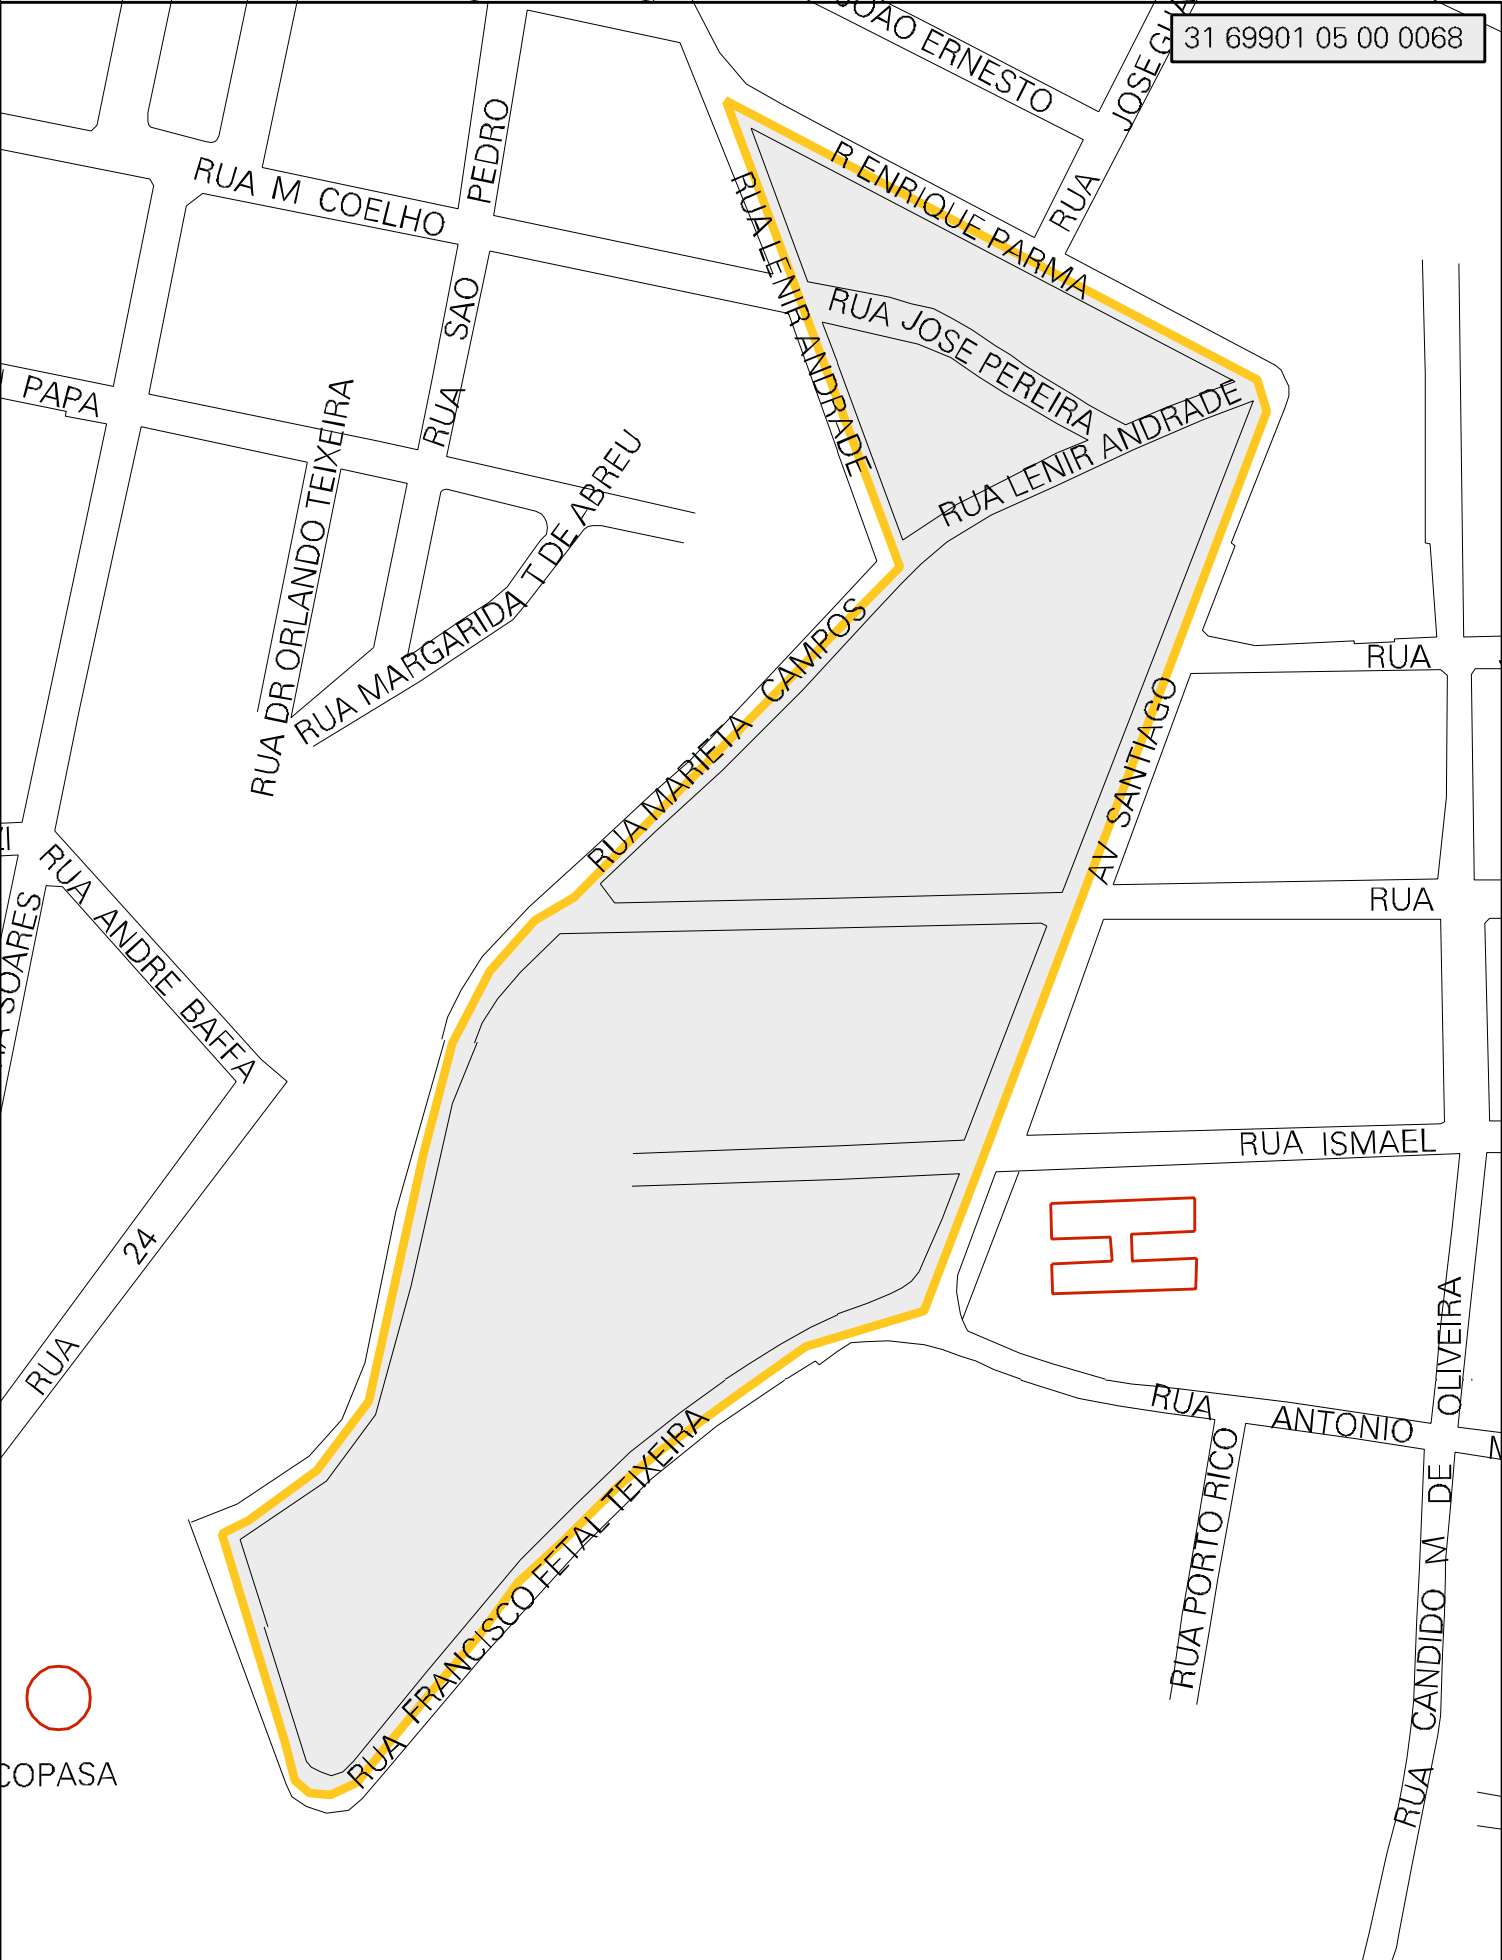 31 69901 05 00 0068
JOAO ERNESTO
RUA JOSE
R ENRIQUE PARMA
RUA M COELHO
RUA SAO PEDRO
RUA LENIR ANDRADE
RUA JOSE PEREIRA
RUA LENIR ANDRADE
PAPA
RUA DR ORLANDO TEIXEIRA
RUA MARGARIDA T DE ABREU
RUA MARIETA CAMPOS
AV SANTIAGO
RUA
RUA
RUA ANDRE BAFFA
SOARES
RUA ISMAEL
RUA 24
RUA ANTONIO
RUA CANDIDO M DE OLIVEIRA
RUA PORTO RICO
RUA FRANCISCO FETAL TEIXEIRA
COPASA